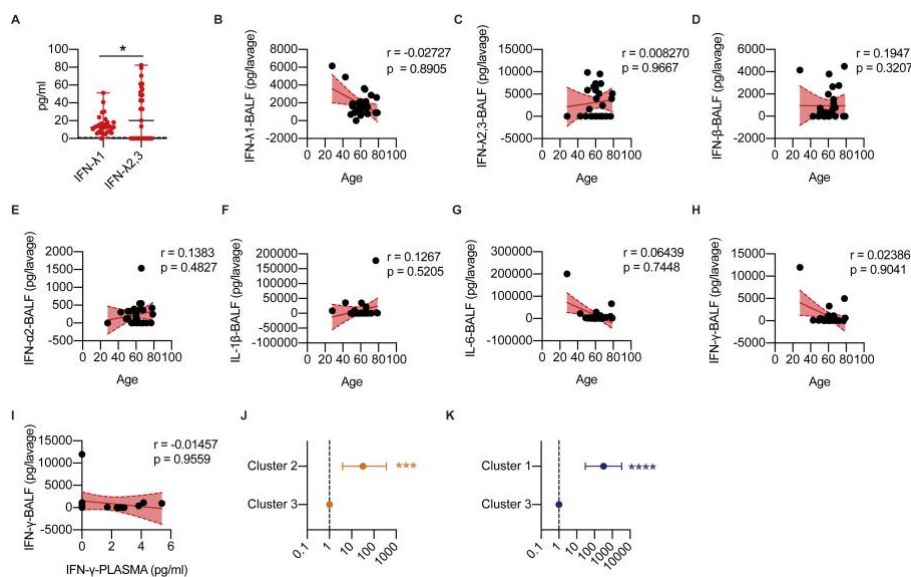 A
*
pg/ml
100
80
60
40
20
0
IFN-λ1
IFN-λ2,3
B
r = -0.02727
p = 0.8905
IFN-λ1-BALF (pg/lavage)
8000
6000
4000
2000
0
-2000
0 20 40 60 80 100
Age
C
r = 0.008270
p = 0.9667
IFN-λ2,3-BALF (pg/lavage)
15000
10000
5000
0
-5000
0 20 40 60 80 100
Age
D
r = 0.1947
p = 0.3207
IFN-β-BALF (pg/lavage)
6000
4000
2000
0
-2000
0 20 40 60 80 100
Age
E
r = 0.1383
p = 0.4827
IFN-α2-BALF (pg/lavage)
2000
1500
1000
500
0
-500
0 20 40 60 80 100
Age
F
r = 0.1267
p = 0.5205
IL-1β-BALF (pg/lavage)
200000
150000
100000
50000
0
-50000
0 20 40 60 80 100
Age
G
r = 0.06439
p = 0.7448
IL-6-BALF (pg/lavage)
300000
200000
100000
0
-100000
0 20 40 60 80 100
Age
H
r = 0.02386
p = 0.9041
IFN-γ-BALF (pg/lavage)
15000
10000
5000
0
-5000
0 20 40 60 80 100
Age
I
r = -0.01457
p = 0.9559
IFN-γ-BALF (pg/lavage)
15000
10000
5000
0
-5000
0 2 4 6
IFN-γ-PLASMA (pg/ml)
J
Cluster 2
***
Cluster 3
0.1
1
10
100
1000
K
Cluster 1
****
Cluster 3
0.1
1
10
100
1000
10000